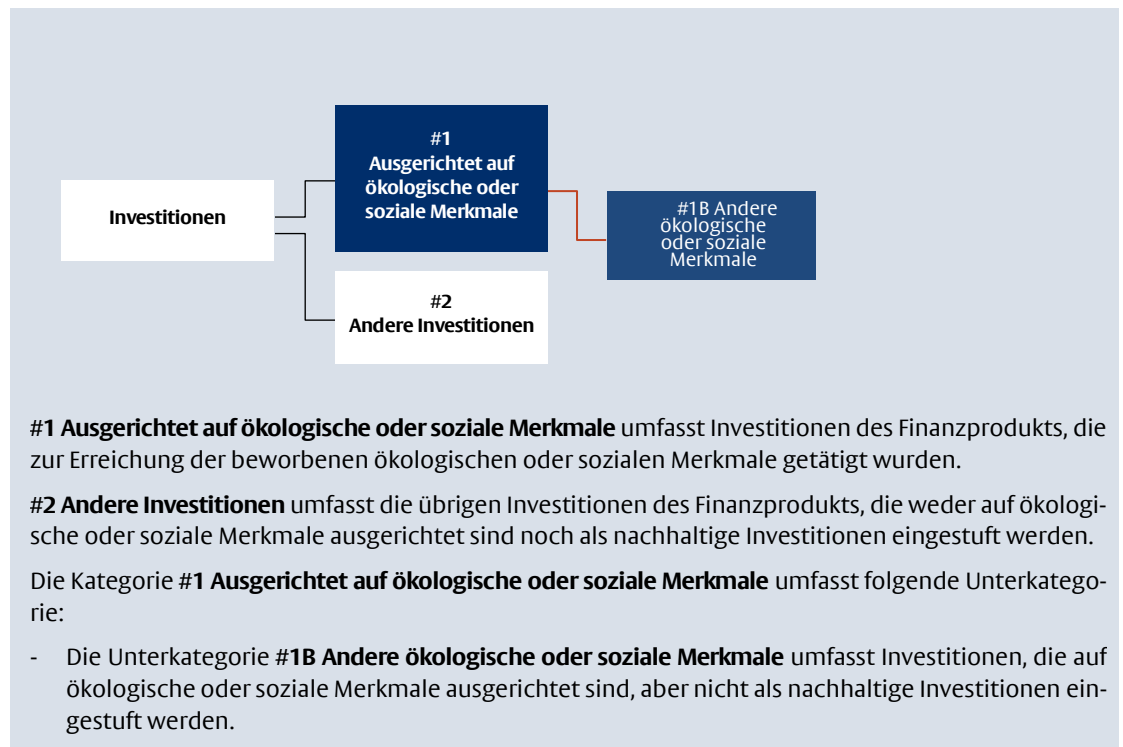 #1
Ausgerichtet auf
ökologische oder
soziale Merkmale
Investitionen
#1B Andere
ökologische
oder soziale
Merkmale
#2
Andere Investitionen
#1 Ausgerichtet auf ökologische oder soziale Merkmale umfasst Investitionen des Finanzprodukts, die
zur Erreichung der beworbenen ökologischen oder sozialen Merkmale getätigt wurden.
#2 Andere Investitionen umfasst die übrigen Investitionen des Finanzprodukts, die weder auf ökologi-
sche oder soziale Merkmale ausgerichtet sind noch als nachhaltige Investitionen eingestuft werden.
Die Kategorie #1 Ausgerichtet auf ökologische oder soziale Merkmale umfasst folgende Unterkatego-
rie:
- Die Unterkategorie #1B Andere ökologische oder soziale Merkmale umfasst Investitionen, die auf
ökologische oder soziale Merkmale ausgerichtet sind, aber nicht als nachhaltige Investitionen ein-
gestuft werden.